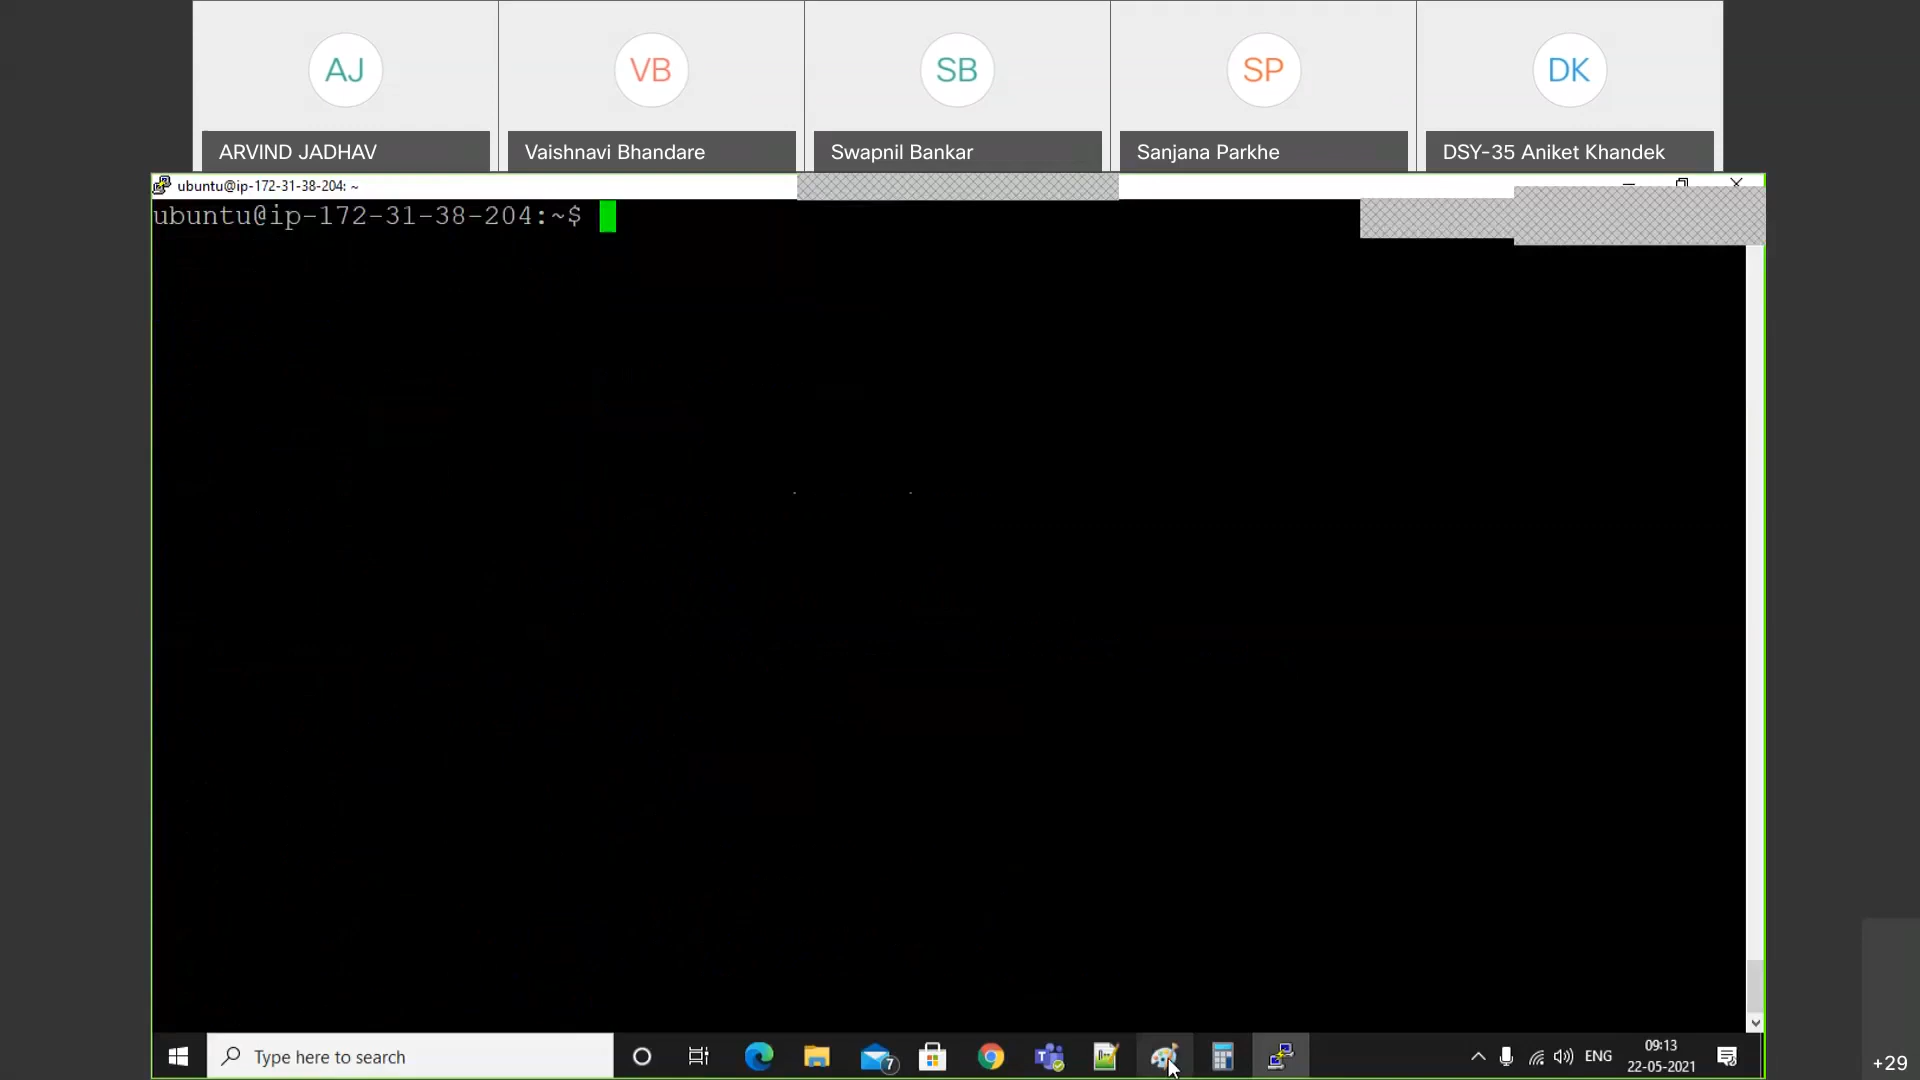 AJ VB SB SP DK
ARVIND JADHAV Vaishnavi Bhandare Swapnil Bankar Sanjana Parkhe DSY-35 Aniket Khandek
ubuntu@ip-172-31-38-204: ~
ubuntu@ip-172-31-38-204:~$
Type here to search
7
ENG
09:13
22-05-2021
+29